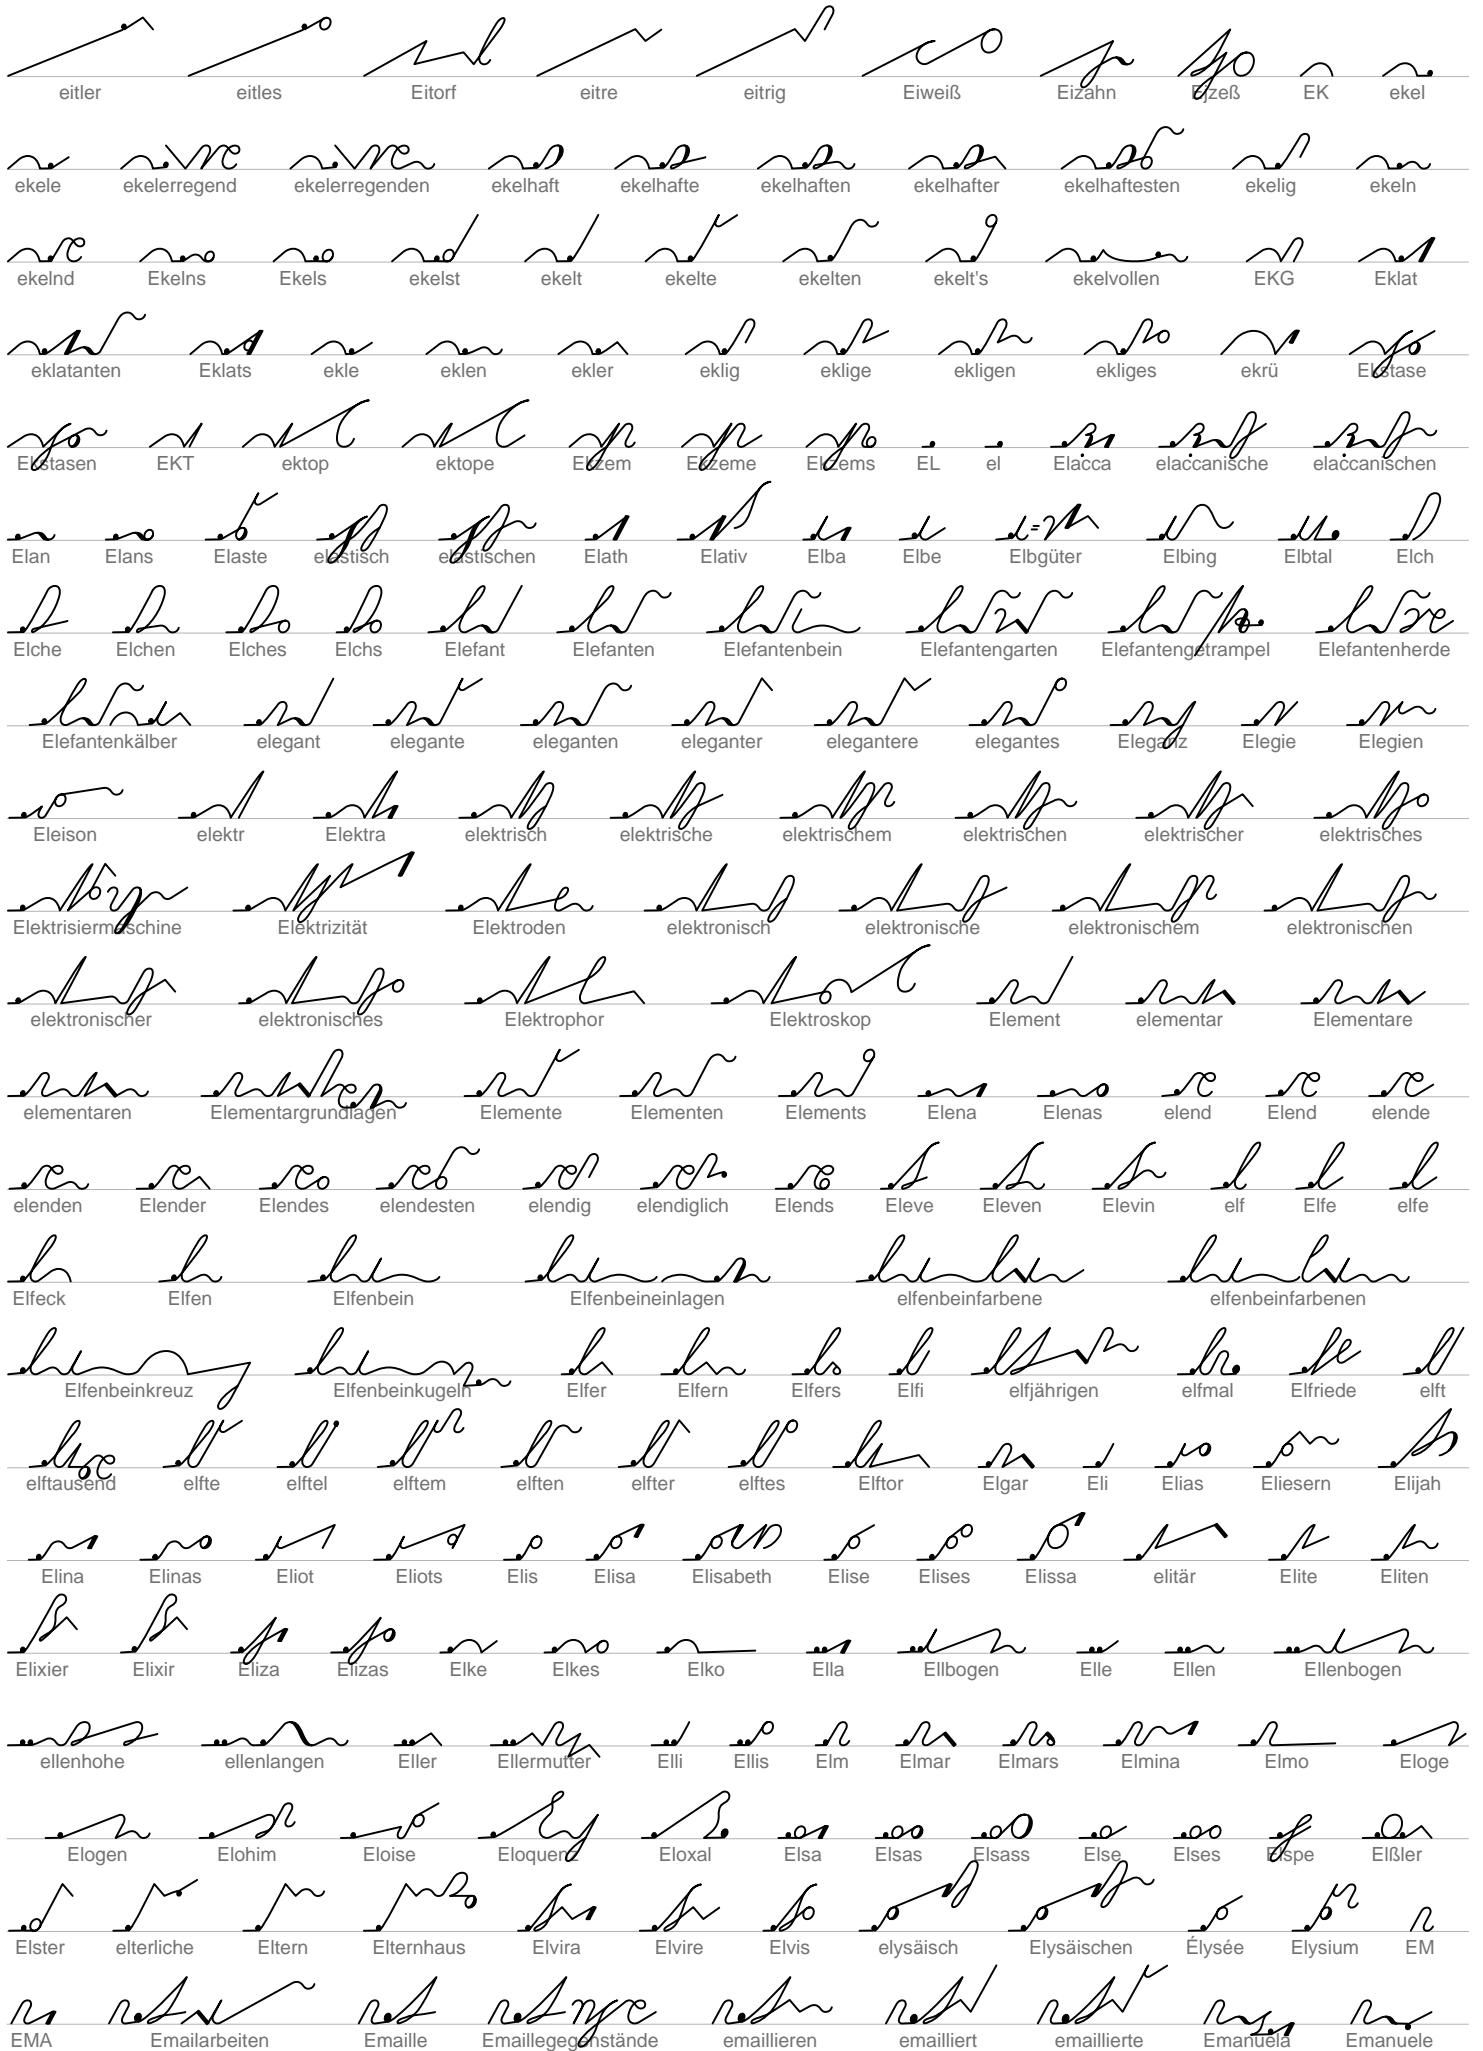 eitler eitles Eitorf eitre eitrig Eiweiß Eizahn Ejzeß EK ekel
ekele ekelerregend ekelerregenden ekelhaft ekelhafte ekelhaften ekelhafter ekelhaftesten ekelig ekeln
ekelnd Ekelns Ekels ekelst ekelt ekelte ekelten ekelt's ekelvollen EKG Eklat
eklatanten Eklats ekle eklen ekler eklig eklige ekligen ekliges ekrü Ekstase
Ekstasen EKT ektop ektope Ekzem Ekzeme Ekzems EL el Elacca elaccanische elaccanischen
Elan Elans Elaste elastisch elastischen Elath Elativ Elba Elbe Elbgüter Elbing Elbtal Elch
Elche Elchen Elches Elchs Elefant Elefanten Elefantenbein Elefantengarten Elefantengetrampel Elefantenherde
Elefantenkälber elegant elegante eleganten eleganter elegantere elegantes Eleganz Elegie Elegien
Eleison elektr Elektra elektrisch elektrische elektrischem elektrischen elektrischer elektrisches
Elektrisiermaschine Elektrizität Elektroden elektronisch elektronische elektronischem elektronischen
elektronischer elektronisches Elektrophor Elektroskop Element elementar Elementare
elementaren Elementargrundlagen Elemente Elementen Elements Elena Elenas elend Elend elende
elenden Elender Elendes elendesten elendig elendiglich Elends Eleve Eleven Elevin elf Elfe elfe
Elfeck Elfen Elfenbein Elfenbeineinlagen elfenbeinfarbene elfenbeinfarbenen
Elfenbeinkreuz Elfenbeinkugeln Elfer Elfern Elfers Elfi elfjährigen elfmal Elfriede elft
elftausend elfte elftel elftem elften elfter elftes Elftor Elgar Eli Elias Eliesern Elijah
Elina Elinas Eliot Eliots Elis Elisa Elisabeth Elise Elises Elissa elitär Elite Eliten
Elixier Elixir Eliza Elizas Elke Elkes Elko Ella Ellbogen Elle Ellen Ellenbogen
ellenhohe ellenlangen Eller Ellermutter Elli Ellis Elm Elmar Elmars Elmina Elmo Eloge
Elogen Elohim Eloise Eloquenz Eloxal Elsa Elsas Elsass Else Elses Elspe Elßler
Elster elterliche Eltern Elternhaus Elvira Elvire Elvis elysäisch Elysäischen Élysée Elysium EM
EMA Emailarbeiten Emaille Emaillegegenstände emaillieren emailliert emaillierte Emanuela Emanuele